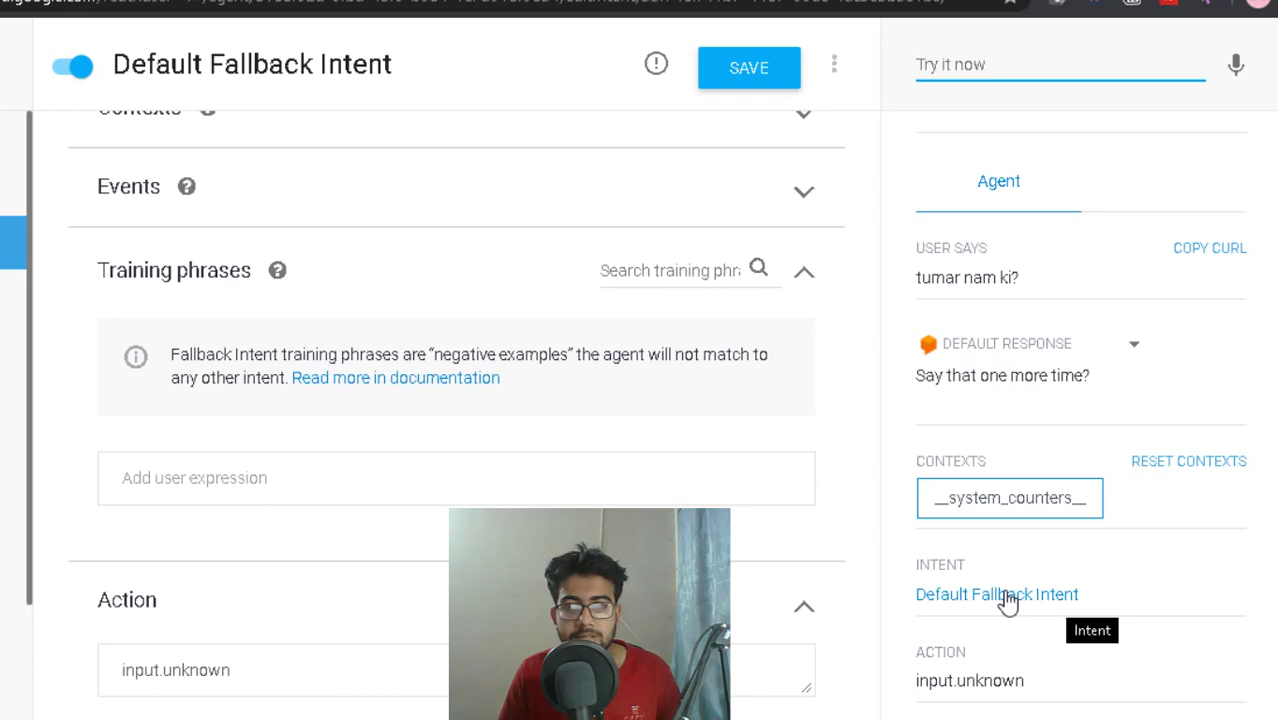 Default Fallback Intent
SAVE
Try it now
Contexts
Events
Training phrases
Search training phr
Fallback Intent training phrases are “negative examples” the agent will not match to
any other intent. Read more in documentation
Add user expression
Action
input.unknown
Agent
USER SAYS
COPY CURL
tumar nam ki?
DEFAULT RESPONSE
Say that one more time?
CONTEXTS
RESET CONTEXTS
__system_counters__
INTENT
Default Fallback Intent
Intent
ACTION
input.unknown